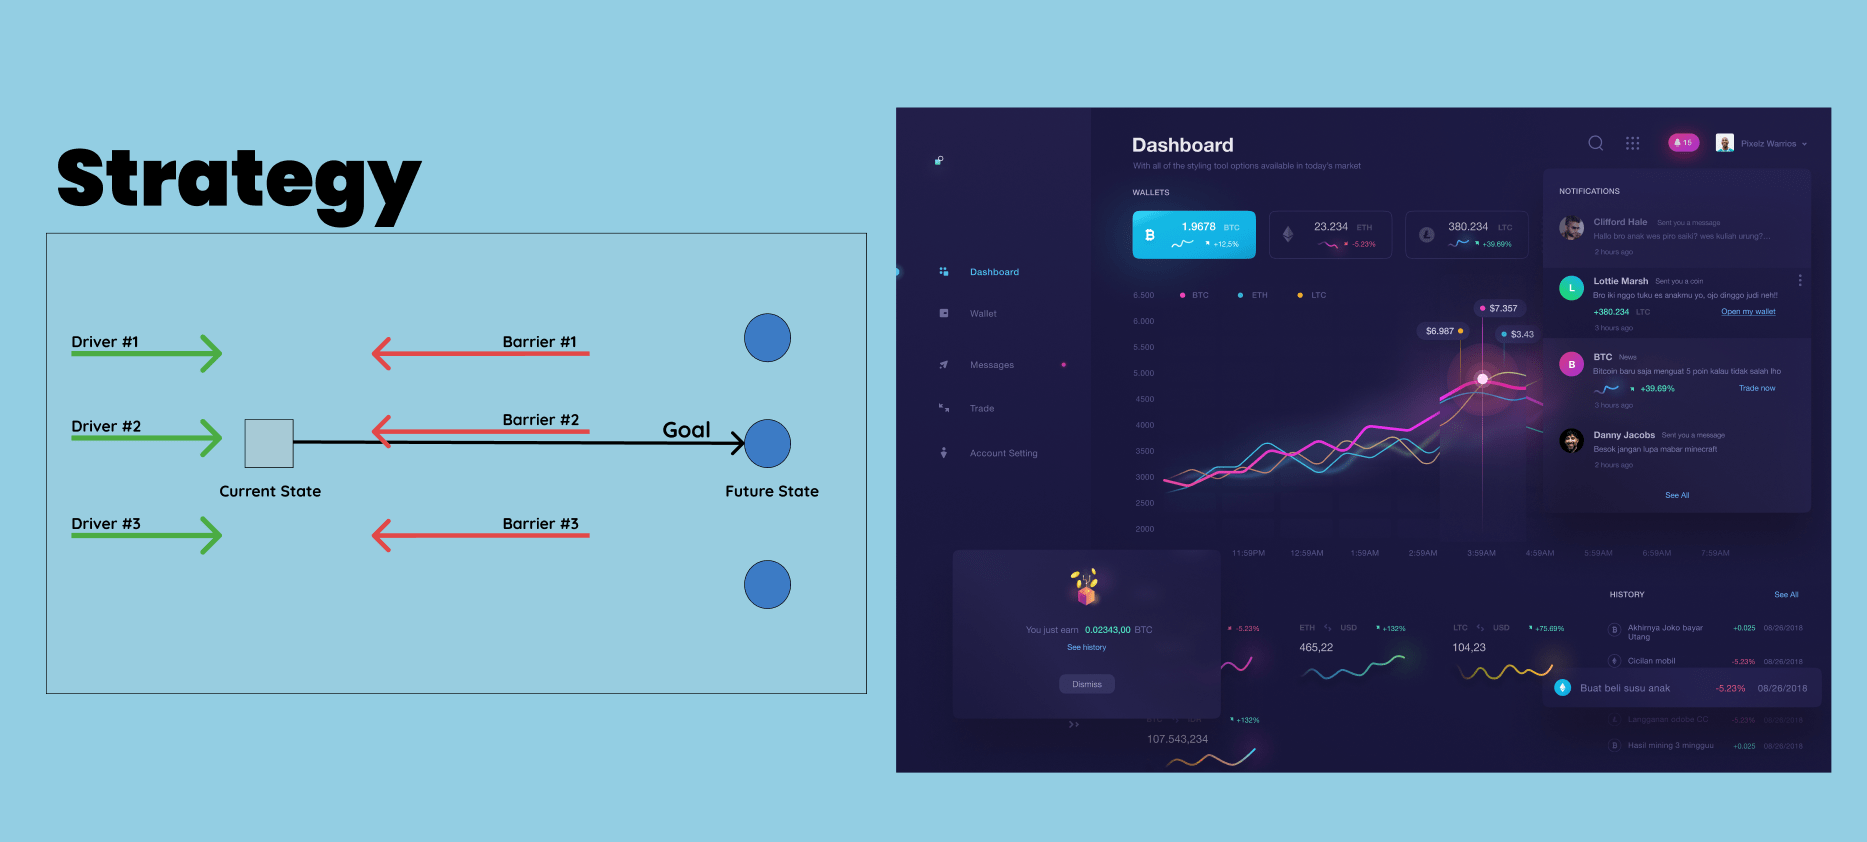 Strategy
Driver #1
Barrier #1
Driver #2
Barrier #2
Goal
Current State
Future State
Driver #3
Barrier #3
Dashboard
With all of the styling tool options available in today's market
15
Pixelz Warrios
WALLETS
1.9678 BTC
+12,5%
23.234 ETH
-5.23%
380.234 LTC
+39.69%
Dashboard
Wallet
Messages
Trade
Account Setting
BTC
ETH
LTC
6.500
6.000
5.500
5.000
4500
4000
3500
3000
2500
2000
$7.357
$6.987
$3.43
11:59PM
12:59AM
1:59AM
2:59AM
3:59AM
4:59AM
5:59AM
6:59AM
7:59AM
NOTIFICATIONS
Clifford Hale Sent you a message
Hallo bro anak wes piro saiki? wes kuliah urung?...
2 hours ago
L
Lottie Marsh Sent you a coin
Bro iki nggo tuku es anakmu yo, ojo dinggo judi neh!!
+380.234 LTC
Open my wallet
3 hours ago
B
BTC News
Bitcoin baru saja menguat 5 poin kalau tidak salah lho
+39.69%
Trade now
3 hours ago
Danny Jacobs Sent you a message
Besok jangan lupa mabar minecraft
2 hours ago
See All
You just earn 0.02343,00 BTC
See history
Dismiss
-5.23%
ETH USD +132%
465,22
LTC USD +75.69%
104,23
+132%
107.543,234
HISTORY
See All
Akhirnya Joko bayar
Utang
+0.025 08/26/2018
Cicilan mobil -5.23% 08/26/2018
Buat beli susu anak -5.23% 08/26/2018
-5.23%
Hasil mining 3 mingguu +0.025 08/26/2018